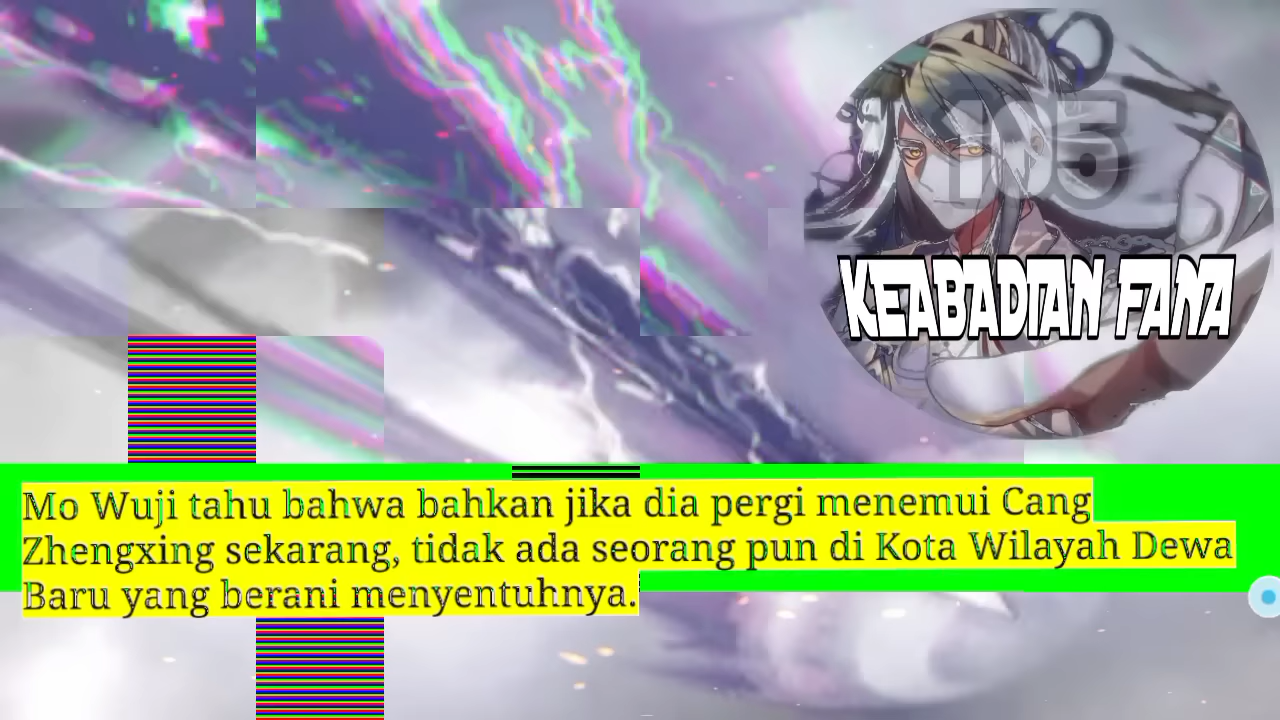 105
KEABADIAN FANA
Mo Wuji tahu bahwa bahkan jika dia pergi menemui Cang
Zhengxing sekarang, tidak ada seorang pun di Kota Wilayah Dewa
Baru yang berani menyentuhnya.